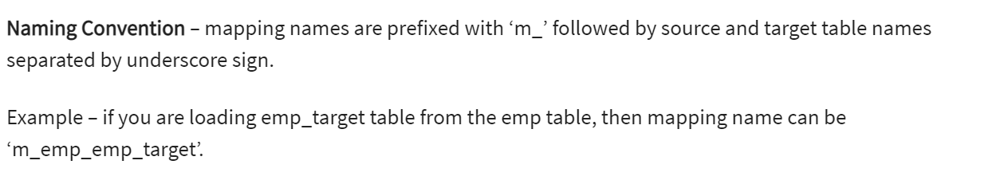 Naming Convention – mapping names are prefixed with ‘m_’ followed by source and target table names
separated by underscore sign.
Example – if you are loading emp_target table from the emp table, then mapping name can be
‘m_emp_emp_target’.